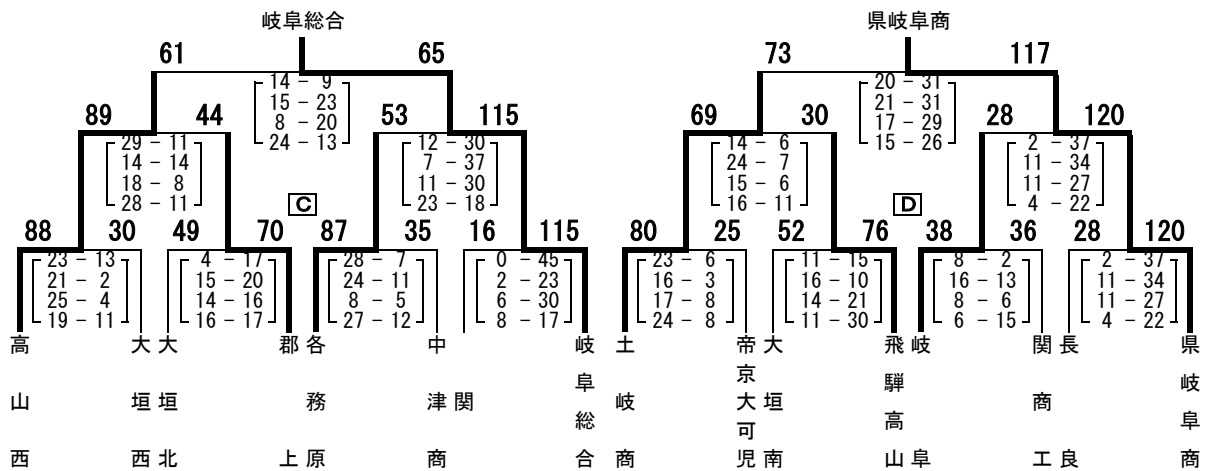 岐阜総合 県岐阜商
61 65 73 117
14 - 9 20 - 31
15 - 23 21 - 31
8 - 20 17 - 29
24 - 13 15 - 26
89 44 53 115 69 30 28 120
29 - 11 12 - 30 14 - 6 2 - 37
14 - 14 7 - 37 24 - 7 11 - 34
18 - 8 11 - 30 15 - 6 11 - 27
28 - 11 23 - 18 16 - 11 4 - 22
C D
88 30 49 70 87 35 16 115 80 25 52 76 38 36 28 120
23 - 13 4 - 17 28 - 7 0 - 45 23 - 6 11 - 15 8 - 2 2 - 37
21 - 2 15 - 20 24 - 11 2 - 23 16 - 3 16 - 10 16 - 13 11 - 34
25 - 4 14 - 16 8 - 5 6 - 30 17 - 8 14 - 21 8 - 6 11 - 27
19 - 11 16 - 17 27 - 12 8 - 17 24 - 8 11 - 30 6 - 15 4 - 22
高山西
大垣西
大垣北
郡上
各務原
中津商
関
岐阜総合
土岐商
帝京大可児
大垣南
飛騨高山
岐阜
関商工
長良
県岐阜商